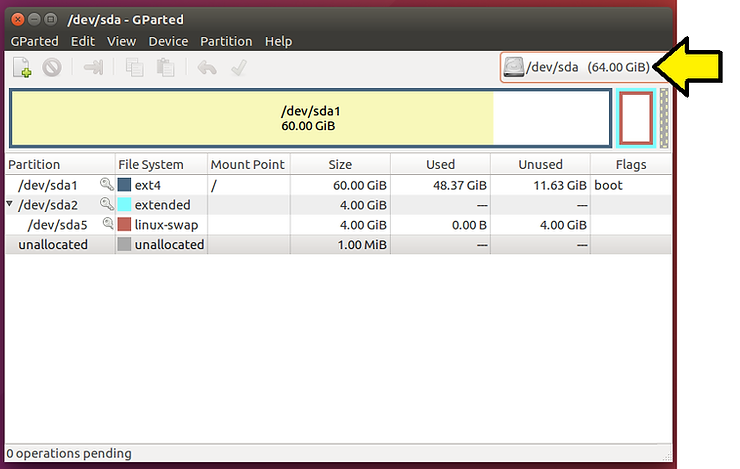 /dev/sda - GParted
GParted Edit View Device Partition Help
/dev/sda (64.00 GiB)
/dev/sda1
60.00 GiB
Partition File System Mount Point Size Used Unused Flags
/dev/sda1 ext4 / 60.00 GiB 48.37 GiB 11.63 GiB boot
/dev/sda2 extended 4.00 GiB --- ---
/dev/sda5 linux-swap 4.00 GiB 0.00 B 4.00 GiB
unallocated unallocated 1.00 MiB --- ---
0 operations pending